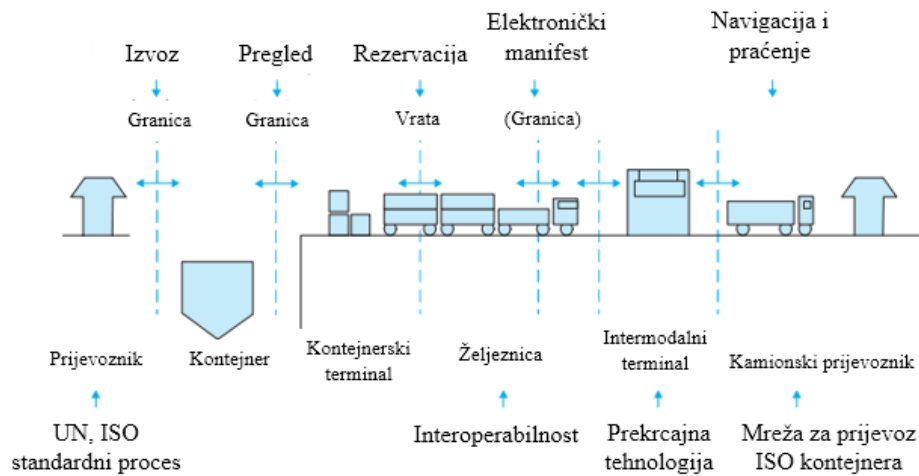 Izvoz
Pregled
Rezervacija
Elektronički
manifest
Navigacija i
praćenje
Granica
Granica
Vrata
(Granica)
Prijevoznik
Kontejner
Kontejnerski
terminal
Željeznica
Intermodalni
terminal
Kamionski prijevoznik
UN, ISO
standardni proces
Interoperabilnost
Prekrcajna
tehnologija
Mreža za prijevoz
ISO kontejnera